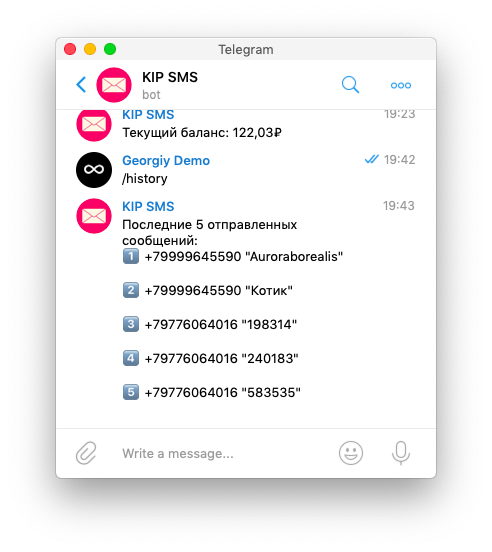 Telegram
KIP SMS
bot
KIP SMS 19:23
Текущий баланс: 122,03₽
Georgiy Demo 19:42
/history
KIP SMS 19:43
Последние 5 отправленных
сообщений:
1 +79999645590 "Auroraborealis"
2 +79999645590 "Котик"
3 +79776064016 "198314"
4 +79776064016 "240183"
5 +79776064016 "583535"
Write a message...